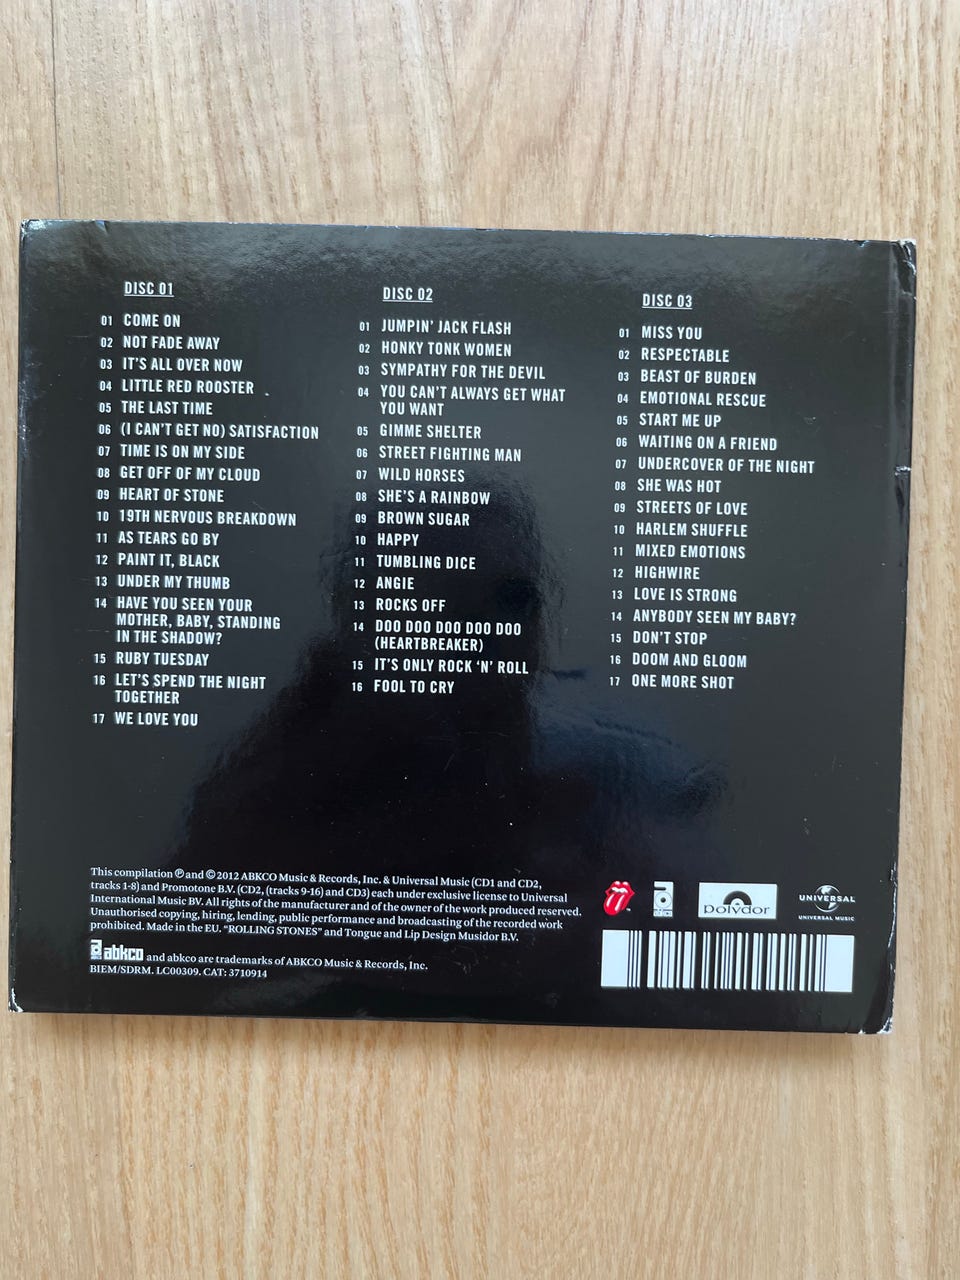 DISC 01
01 COME ON
02 NOT FADE AWAY
03 IT'S ALL OVER NOW
04 LITTLE RED ROOSTER
05 THE LAST TIME
06 (I CAN'T GET NO) SATISFACTION
07 TIME IS ON MY SIDE
08 GET OFF OF MY CLOUD
09 HEART OF STONE
10 19TH NERVOUS BREAKDOWN
11 AS TEARS GO BY
12 PAINT IT, BLACK
13 UNDER MY THUMB
14 HAVE YOU SEEN YOUR
MOTHER, BABY, STANDING
IN THE SHADOW?
15 RUBY TUESDAY
16 LET'S SPEND THE NIGHT
TOGETHER
17 WE LOVE YOU
DISC 02
01 JUMPIN' JACK FLASH
02 HONKY TONK WOMEN
03 SYMPATHY FOR THE DEVIL
04 YOU CAN'T ALWAYS GET WHAT
YOU WANT
05 GIMME SHELTER
06 STREET FIGHTING MAN
07 WILD HORSES
08 SHE'S A RAINBOW
09 BROWN SUGAR
10 HAPPY
11 TUMBLING DICE
12 ANGIE
13 ROCKS OFF
14 DOO DOO DOO DOO DOO
(HEARTBREAKER)
15 IT'S ONLY ROCK 'N' ROLL
16 FOOL TO CRY
DISC 03
01 MISS YOU
02 RESPECTABLE
03 BEAST OF BURDEN
04 EMOTIONAL RESCUE
05 START ME UP
06 WAITING ON A FRIEND
07 UNDERCOVER OF THE NIGHT
08 SHE WAS HOT
09 STREETS OF LOVE
10 HARLEM SHUFFLE
11 MIXED EMOTIONS
12 HIGHWIRE
13 LOVE IS STRONG
14 ANYBODY SEEN MY BABY?
15 DON'T STOP
16 DOOM AND GLOOM
17 ONE MORE SHOT
This compilation ℗ and © 2012 ABKCO Music & Records, Inc. & Universal Music (CD1 and CD2,
tracks 1-8) and Promotone B.V. (CD2, (tracks 9-16) and CD3) each under exclusive license to Universal
International Music BV. All rights of the manufacturer and of the owner of the work produced reserved.
Unauthorised copying, hiring, lending, public performance and broadcasting of the recorded work
prohibited. Made in the EU. "ROLLING STONES" and Tongue and Lip Design Musidor B.V.
abkco and abkco are trademarks of ABKCO Music & Records, Inc.
BIEM/SDRM. LC00309. CAT: 3710914
abkco
polydor
UNIVERSAL
UNIVERSAL MUSIC